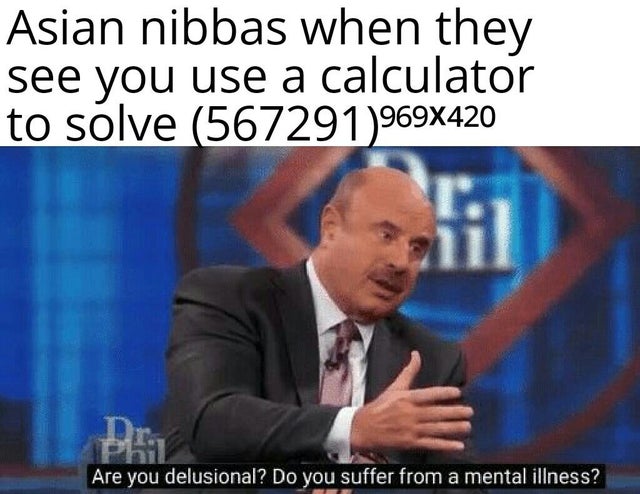 Asian nibbas when they
see you use a calculator
to solve (567291)⁹⁶⁹ˣ⁴²⁰
Dr.
Phil
Are you delusional? Do you suffer from a mental illness?